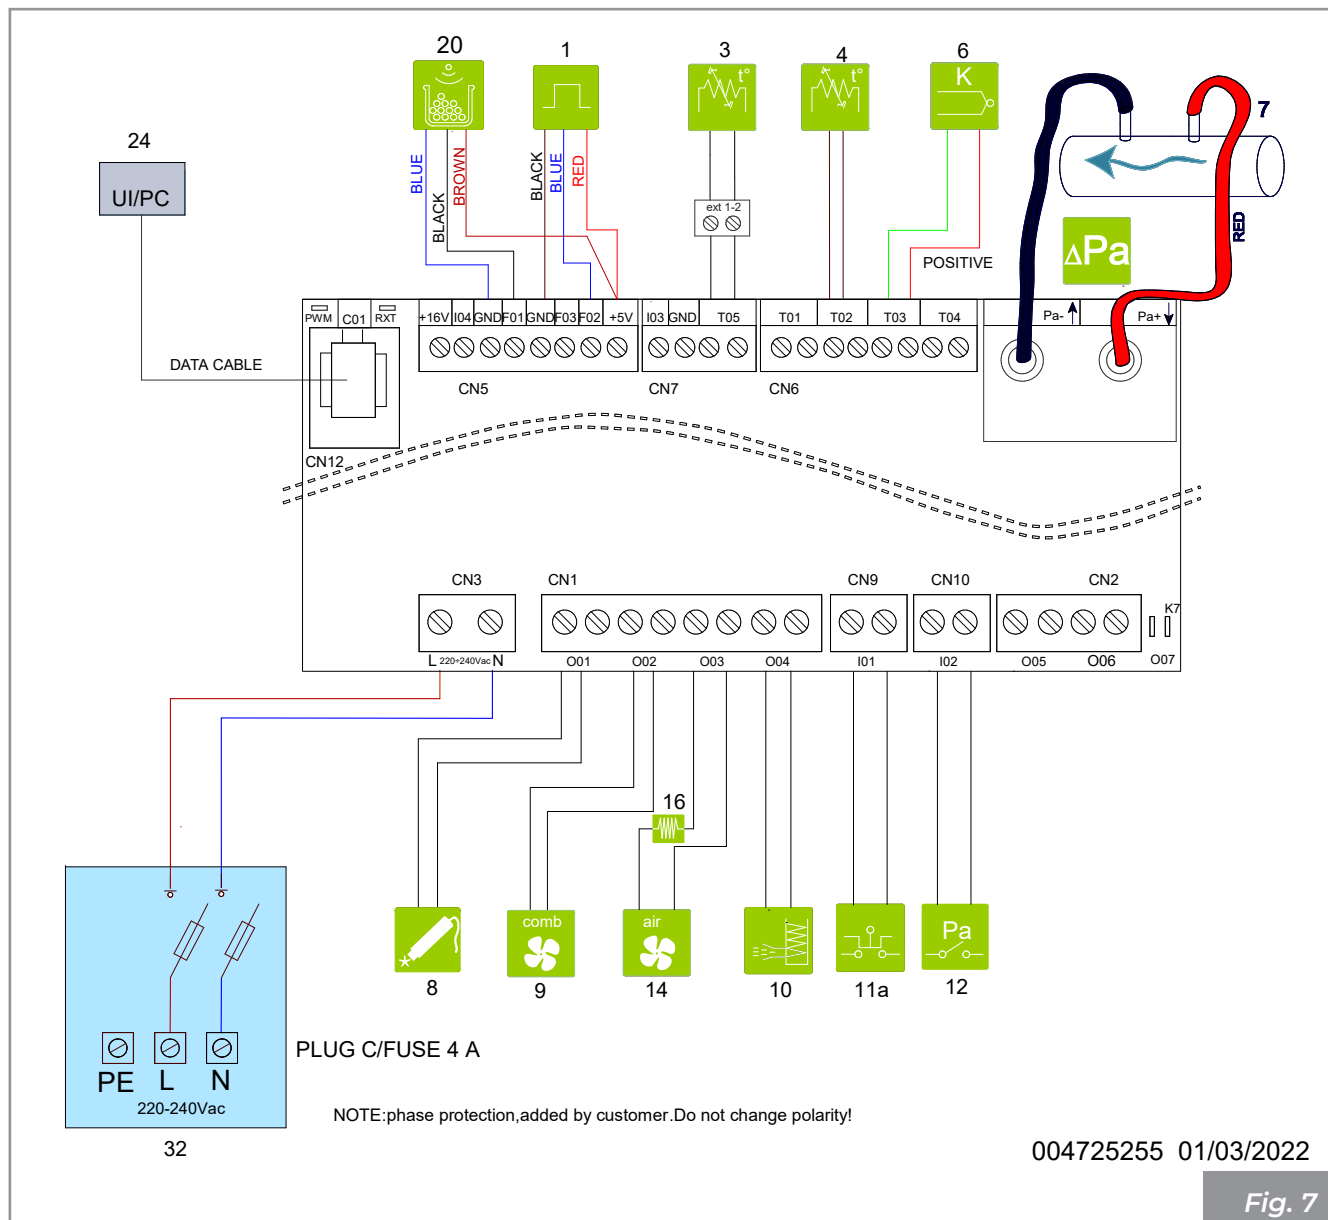 20
1
3
4
6
7
24
UI/PC
t°
t°
K
BLUE
BLACK
BROWN
BLACK
BLUE
RED
ext 1-2
POSITIVE
RED
ΔPa
PWM
C01
RXT
+16V
I04
GND
F01
GND
F03
F02
+5V
I03
GND
T05
T01
T02
T03
T04
Pa-
Pa+
DATA CABLE
CN5
CN7
CN6
CN12
CN3
CN1
CN9
CN10
CN2
K7
L 220÷240Vac N
O01
O02
O03
O04
I01
I02
O05
O06
O07
16
comb
air
Pa
8
9
14
10
11a
12
PLUG C/FUSE 4 A
PE L N
220-240Vac
32
NOTE:phase protection,added by customer.Do not change polarity!
004725255 01/03/2022
Fig. 7